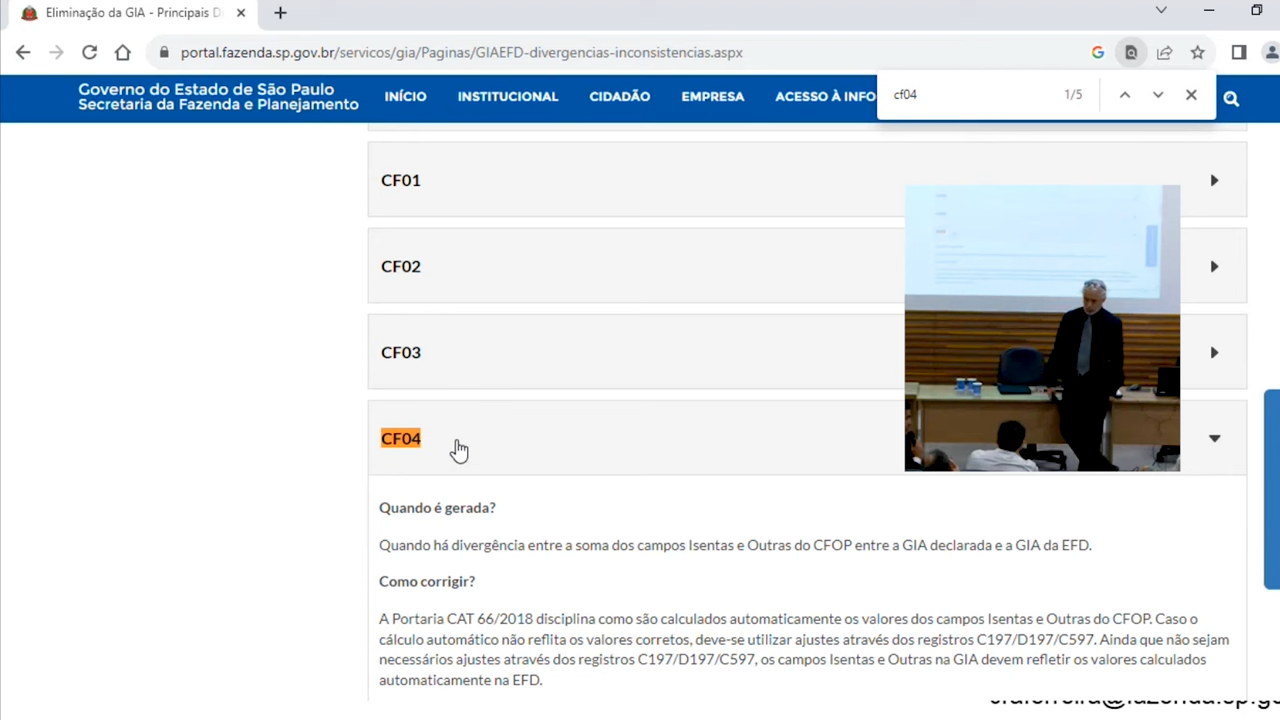 Eliminação da GIA - Principais D
portal.fazenda.sp.gov.br/servicos/gia/Paginas/GIAEFD-divergencias-inconsistencias.aspx
Governo do Estado de São Paulo
Secretaria da Fazenda e Planejamento
INÍCIO INSTITUCIONAL CIDADÃO EMPRESA ACESSO À INFO
cf04 1/5
CF01
CF02
CF03
CF04
Quando é gerada?
Quando há divergência entre a soma dos campos Isentas e Outras do CFOP entre a GIA declarada e a GIA da EFD.
Como corrigir?
A Portaria CAT 66/2018 disciplina como são calculados automaticamente os valores dos campos Isentas e Outras do CFOP. Caso o
cálculo automático não reflita os valores corretos, deve-se utilizar ajustes através dos registros C197/D197/C597. Ainda que não sejam
necessários ajustes através dos registros C197/D197/C597, os campos Isentas e Outras na GIA devem refletir os valores calculados
automaticamente na EFD.